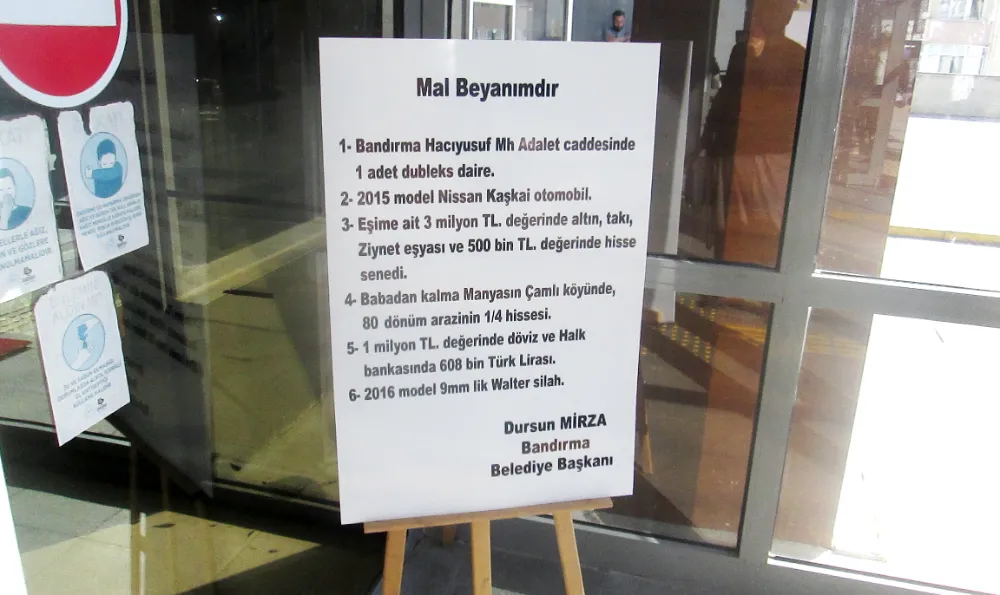 Mal Beyanımdır
1- Bandırma Hacıyusuf Mh Adalet caddesinde
1 adet dubleks daire.
2- 2015 model Nissan Kaşkai otomobil.
3- Eşime ait 3 milyon TL. değerinde altın, takı,
Ziynet eşyası ve 500 bin TL. değerinde hisse
senedi.
4- Babadan kalma Manyasın Çamlı köyünde,
80 dönüm arazinin 1/4 hissesi.
5- 1 milyon TL. değerinde döviz ve Halk
bankasında 608 bin Türk Lirası.
6- 2016 model 9mm lik Walter silah.
Dursun MİRZA
Bandırma
Belediye Başkanı